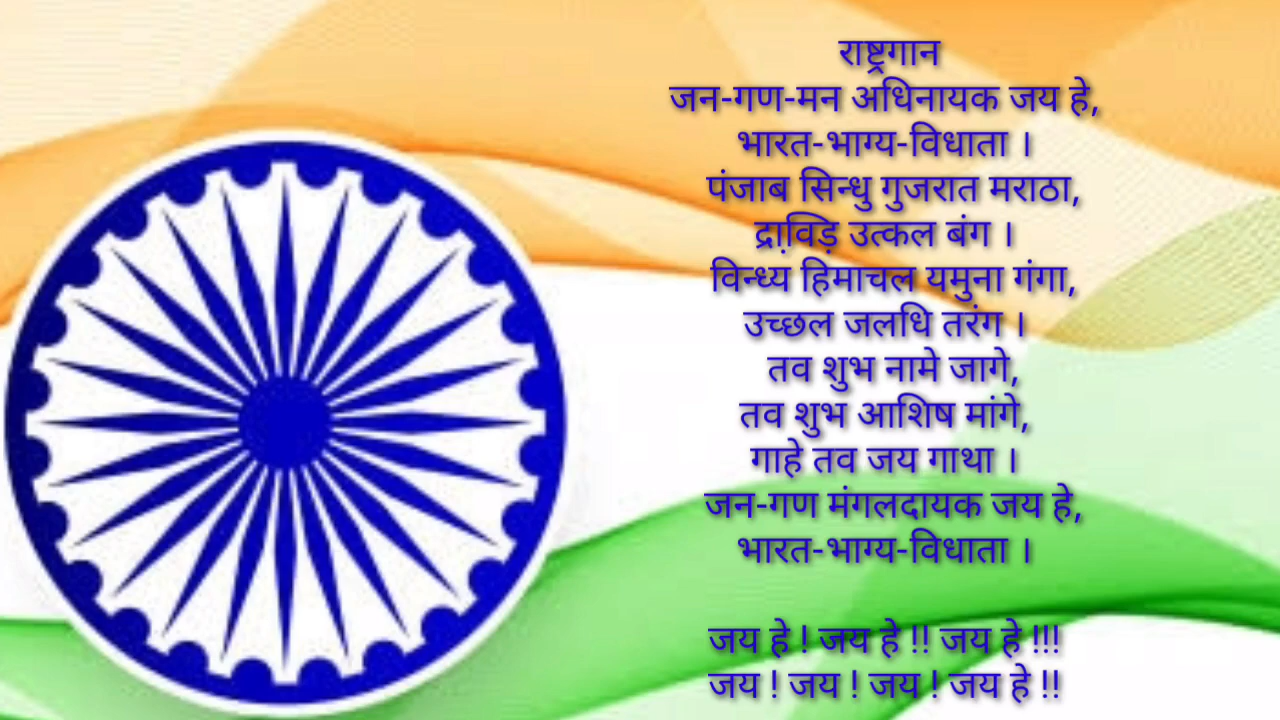 राष्ट्रगान
जन-गण-मन अधिनायक जय हे,
भारत-भाग्य-विधाता ।
पंजाब सिन्धु गुजरात मराठा,
द्रा़विड़ उत्कल बंग ।
विन्ध्य हिमाचल यमुना गंगा,
उच्छल जलधि तरंग ।
तव शुभ नामे जागे,
तव शुभ आशिष मांगे,
गाहे तव जय गाथा ।
जन-गण मंगलदायक जय हे,
भारत-भाग्य-विधाता ।
जय हे ! जय हे !! जय हे !!!
जय ! जय ! जय ! जय हे !!